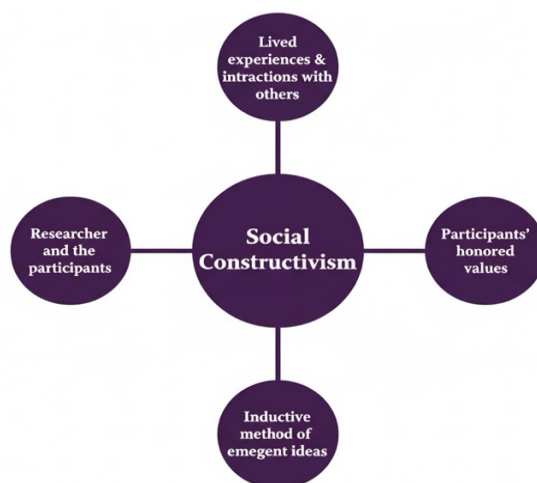 Lived
experiences &
intractions with
others
Researcher
and the
participants
Social
Constructivism
Participants'
honored
values
Inductive
method of
emegent ideas